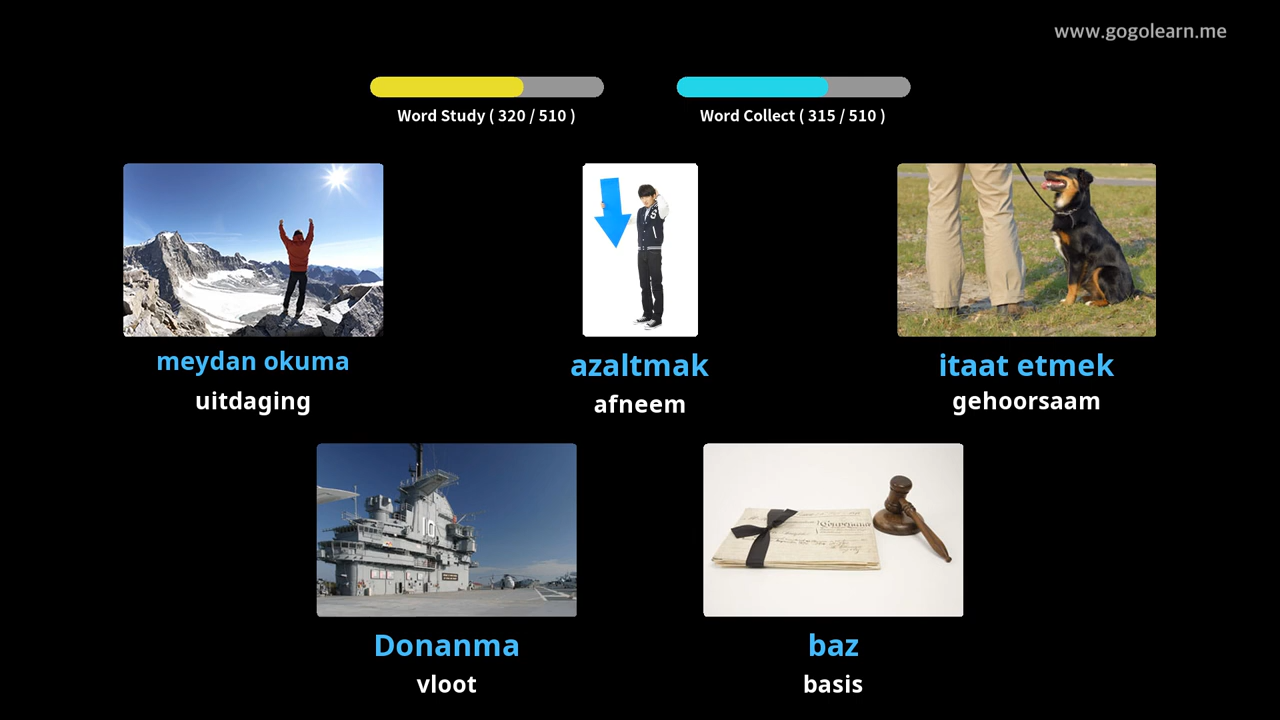 www.gogolearn.me
Word Study ( 320 / 510 )
Word Collect ( 315 / 510 )
meydan okuma
uitdaging
azaltmak
afneem
itaat etmek
gehoorsaam
10
Donanma
vloot
baz
basis